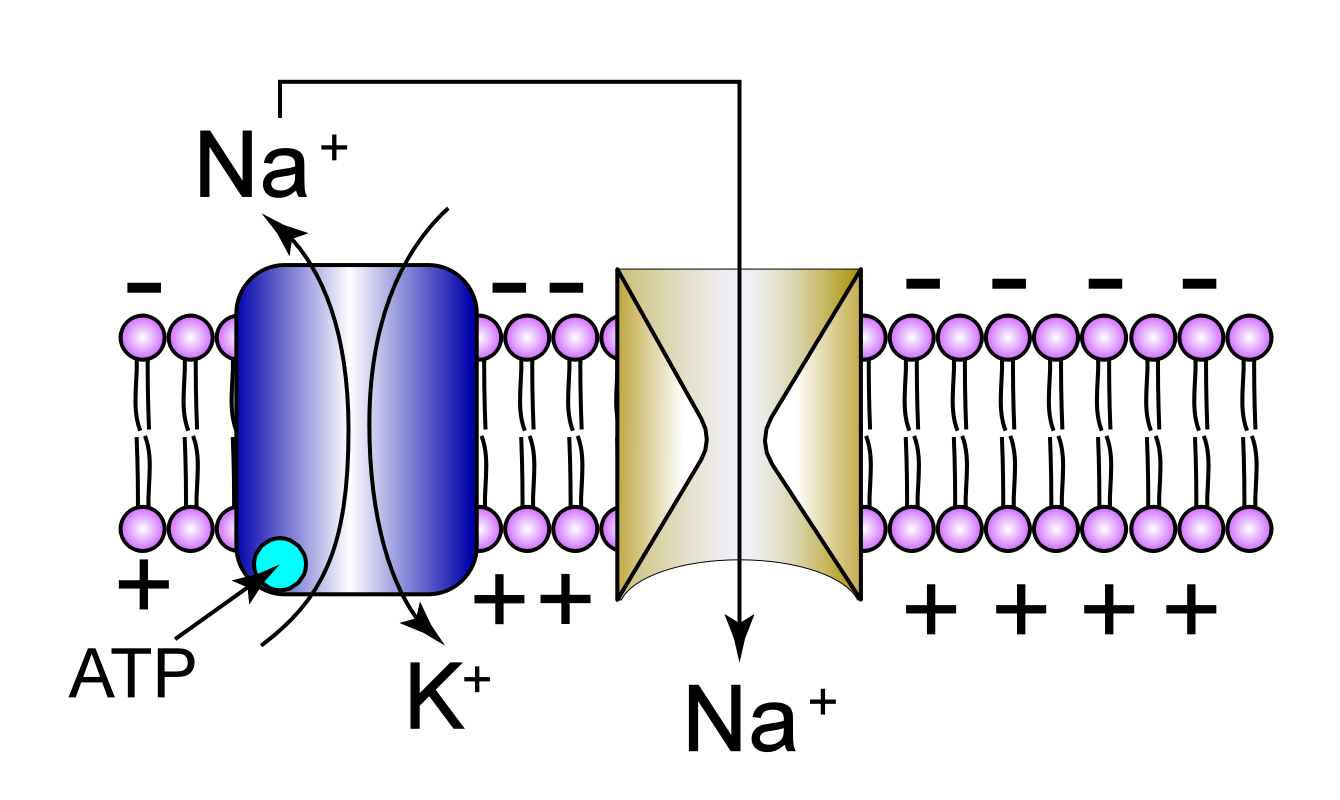 Na+
- - - - - - -
+ + + + + + +
ATP
K+
Na+